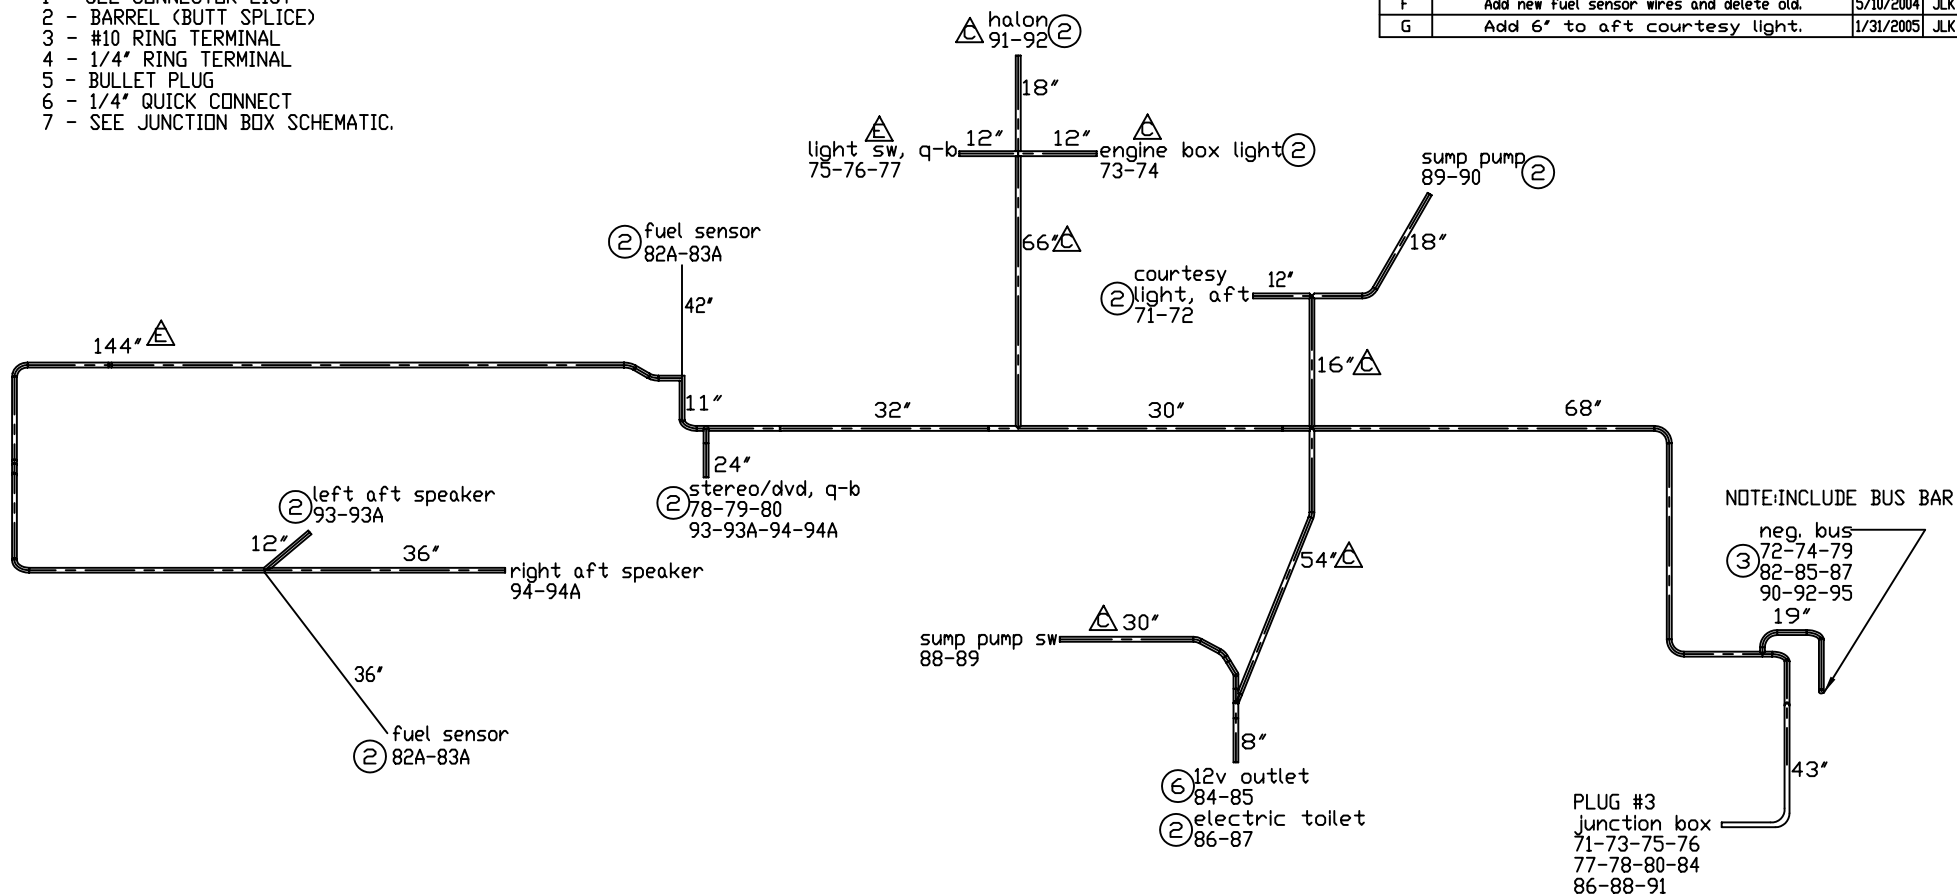 1 - SEE CONNECTOR LIST
2 - BARREL (BUTT SPLICE)
3 - #10 RING TERMINAL
4 - 1/4" RING TERMINAL
5 - BULLET PLUG
6 - 1/4" QUICK CONNECT
7 - SEE JUNCTION BOX SCHEMATIC.
F Add new fuel sensor wires and delete old. 5/10/2004 JLK
G Add 6" to aft courtesy light. 1/31/2005 JLK
C halon 2
91-92
18"
E C
light sw, q-b 12" 12" engine box light 2
75-76-77 73-74
sump pump 2
89-90
18"
66" C
2 fuel sensor
82A-83A
42"
courtesy
2 light, aft 12"
71-72
16" C
144" E
11"
32"
30"
68"
24"
2 stereo/dvd, q-b
78-79-80
93-93A-94-94A
2 left aft speaker
93-93A
12"
36"
right aft speaker
94-94A
36"
2 fuel sensor
82A-83A
54" C
C 30"
sump pump sw
88-89
8"
6 12v outlet
84-85
2 electric toilet
86-87
NOTE:INCLUDE BUS BAR
neg. bus
3 72-74-79
82-85-87
90-92-95
19"
43"
PLUG #3
junction box
71-73-75-76
77-78-80-84
86-88-91